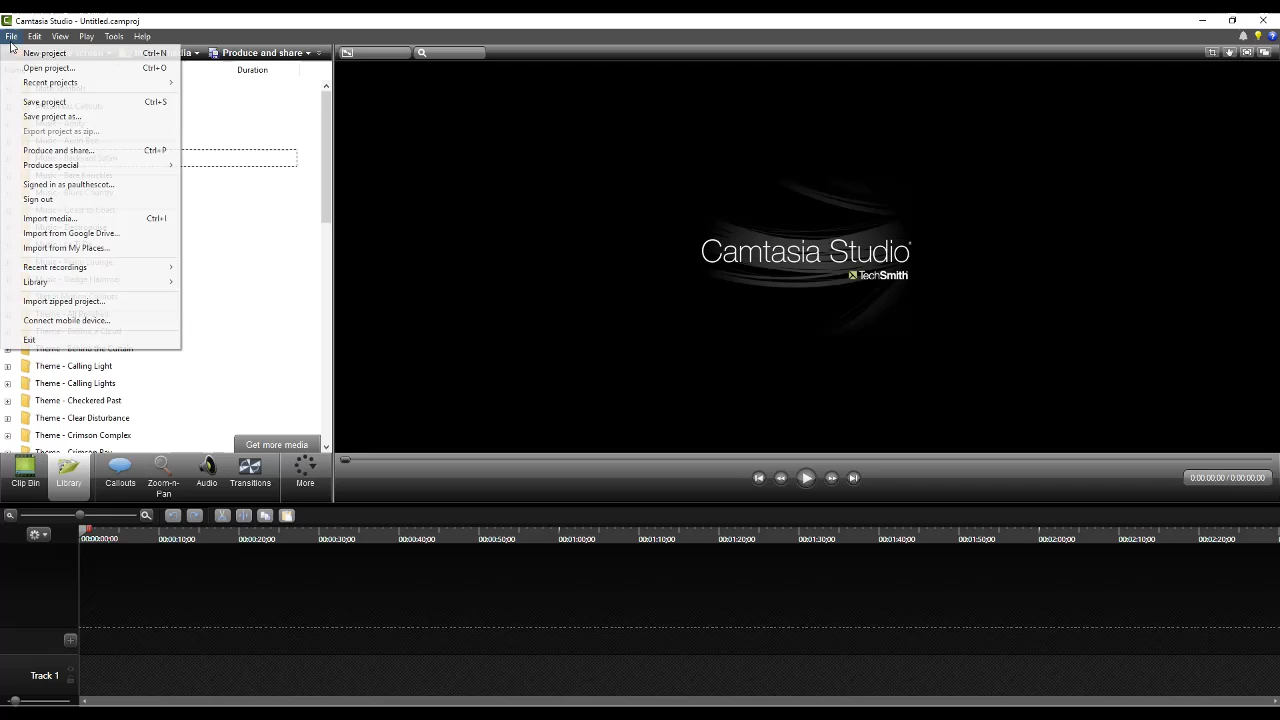 Camtasia Studio - Untitled.camproj
File Edit View Play Tools Help
Produce and share
New project Ctrl+N
Open project... Ctrl+O
Recent projects
Save project Ctrl+S
Save project as...
Export project as zip...
Produce and share... Ctrl+P
Produce special
Signed in as paulthescot...
Sign out
Import media... Ctrl+I
Import from Google Drive...
Import from My Places...
Recent recordings
Library
Import zipped project...
Connect mobile device...
Exit
Duration
Theme - Behind the Curtain
Theme - Calling Light
Theme - Calling Lights
Theme - Checkered Past
Theme - Clear Disturbance
Theme - Crimson Complex
Get more media
Camtasia Studio
TechSmith
Clip Bin Library Callouts Zoom-n-Pan Audio Transitions More
0:00:00;00 / 0:00:00;00
00:00:00;00 00:00:10;00 00:00:20;00 00:00:30;00 00:00:40;00 00:00:50;00 00:01:00;00 00:01:10;00 00:01:20;00 00:01:30;00 00:01:40;00 00:01:50;00 00:02:00;00 00:02:10;00 00:02:20;00
Track 1